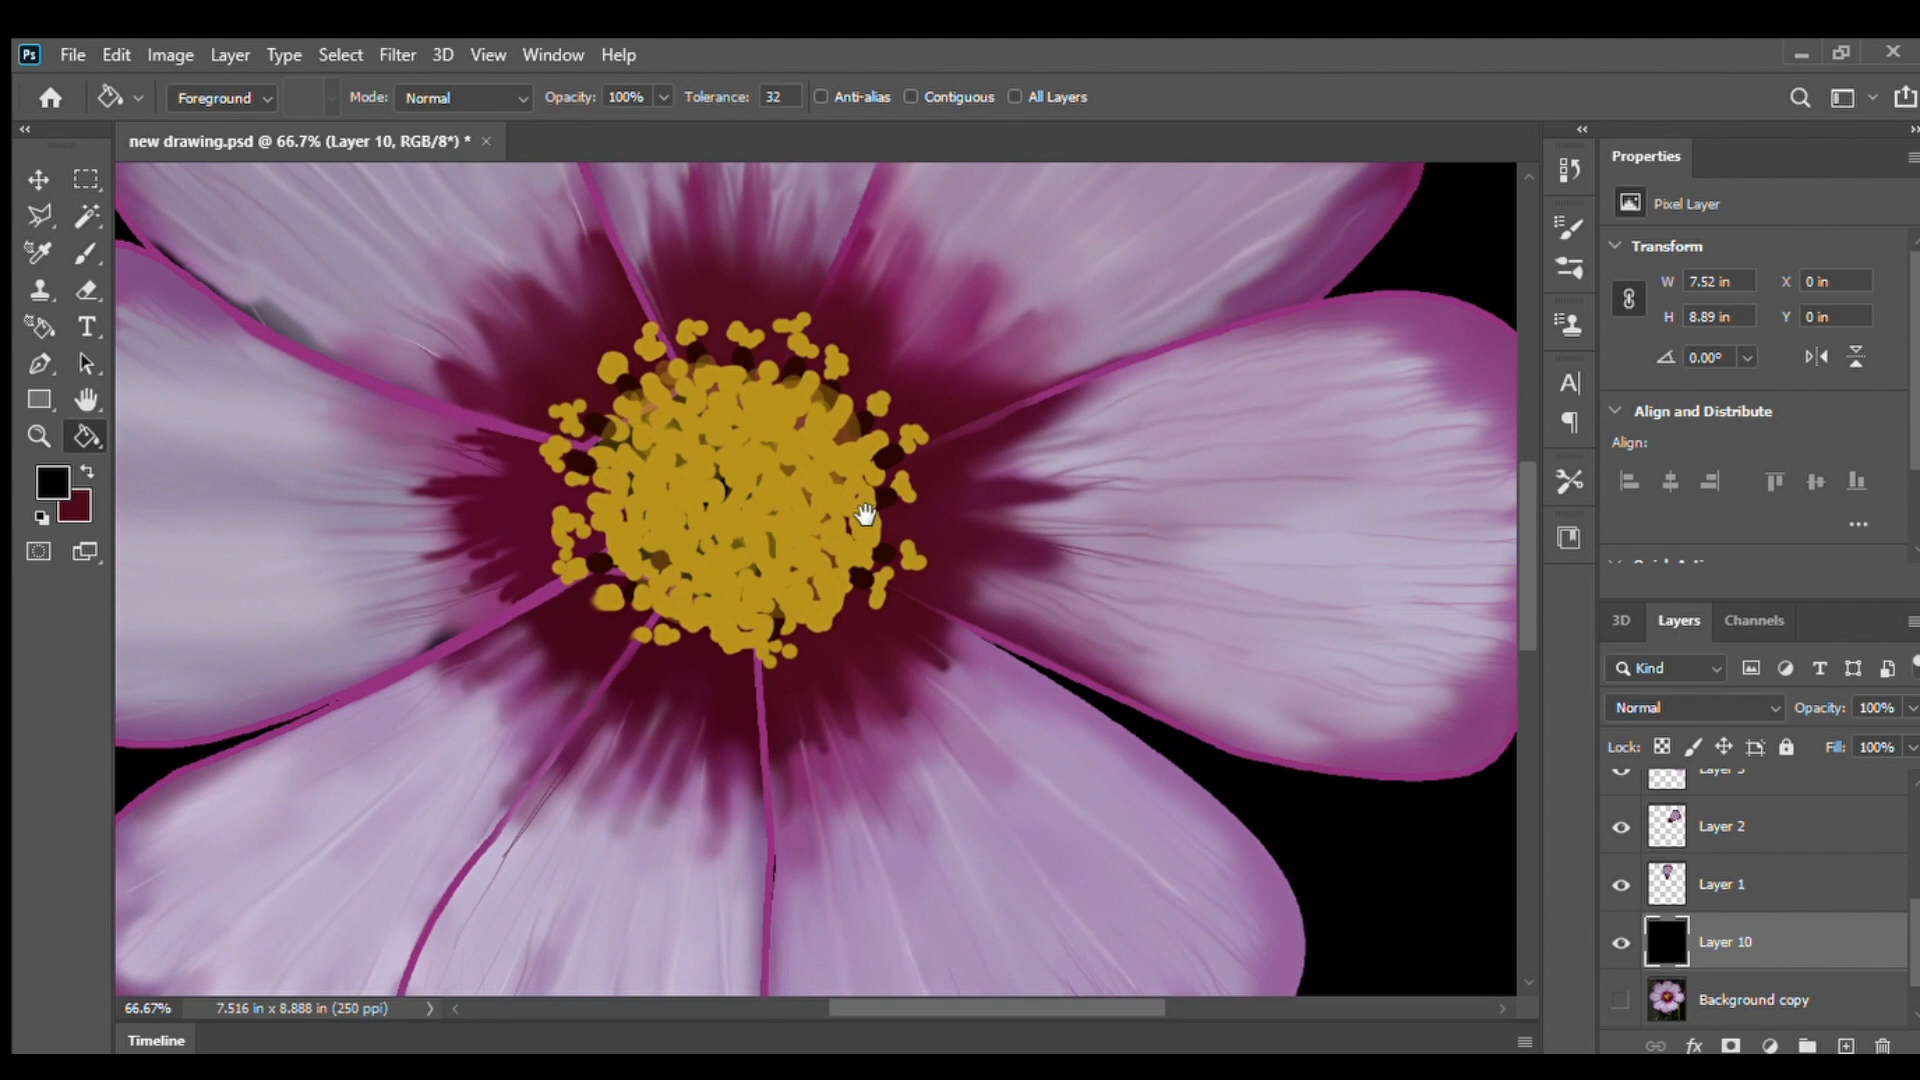 Ps File Edit Image Layer Type Select Filter 3D View Window Help
Foreground Mode: Normal Opacity: 100% Tolerance: 32 Anti-alias Contiguous All Layers
new drawing.psd @ 66.7% (Layer 10, RGB/8*) *
Properties
Pixel Layer
Transform
W 7.52 in X 0 in
H 8.89 in Y 0 in
0.00°
Align and Distribute
Align:
3D Layers Channels
Kind
Normal Opacity: 100%
Lock: Fill: 100%
Layer 2
Layer 1
Layer 10
Background copy
66.67% 7.516 in x 8.888 in (250 ppi)
Timeline